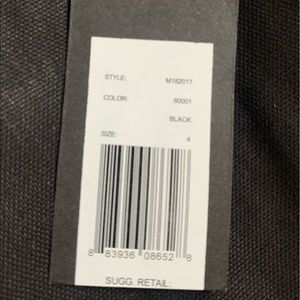 STYLE: M182017
COLOR: 60001
BLACK
SIZE: 4
8 83936 08652 8
SUGG. RETAIL: